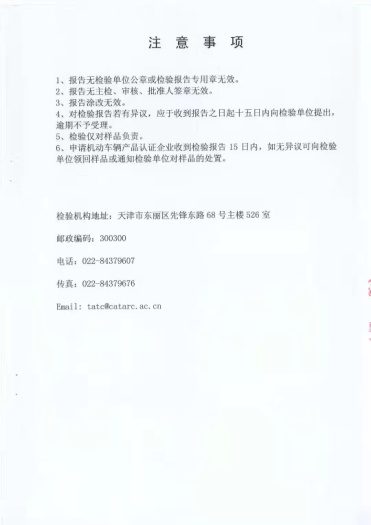 注 意 事 项
1、报告无检验单位公章或检验报告专用章无效。
2、报告无主检、审核、批准人签章无效。
3、报告涂改无效。
4、对检验报告若有异议，应于收到报告之日起十五日内向检验单位提出，
逾期不予受理。
5、检验仅对样品负责。
6、申请机动车辆产品认证企业收到检验报告 15 日内，如无异议可向检验
单位领回样品或通知检验单位对样品的处置。
检验机构地址：天津市东丽区先锋东路 68 号主楼 526 室
邮政编码：300300
电话：022-84379607
传真：022-84379676
Email: tatc@catarc.ac.cn